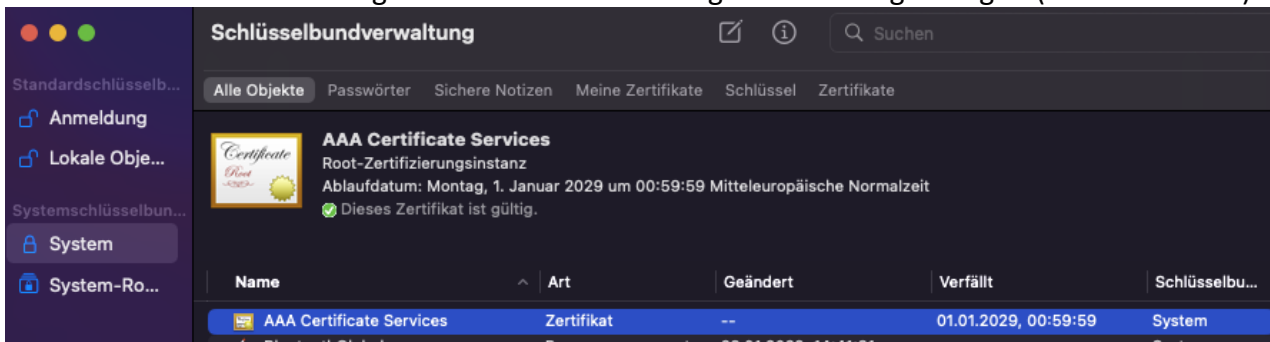 Schlüsselbundverwaltung
Suchen
Standardschlüsselb...
Alle Objekte Passwörter Sichere Notizen Meine Zertifikate Schlüssel Zertifikate
Anmeldung
Lokale Obje...
Certificate
Root
AAA Certificate Services
Root-Zertifizierungsinstanz
Ablaufdatum: Montag, 1. Januar 2029 um 00:59:59 Mitteleuropäische Normalzeit
Dieses Zertifikat ist gültig.
Systemschlüsselbun...
System
System-Ro...
Name Art Geändert Verfällt Schlüsselbu...
AAA Certificate Services Zertifikat -- 01.01.2029, 00:59:59 System